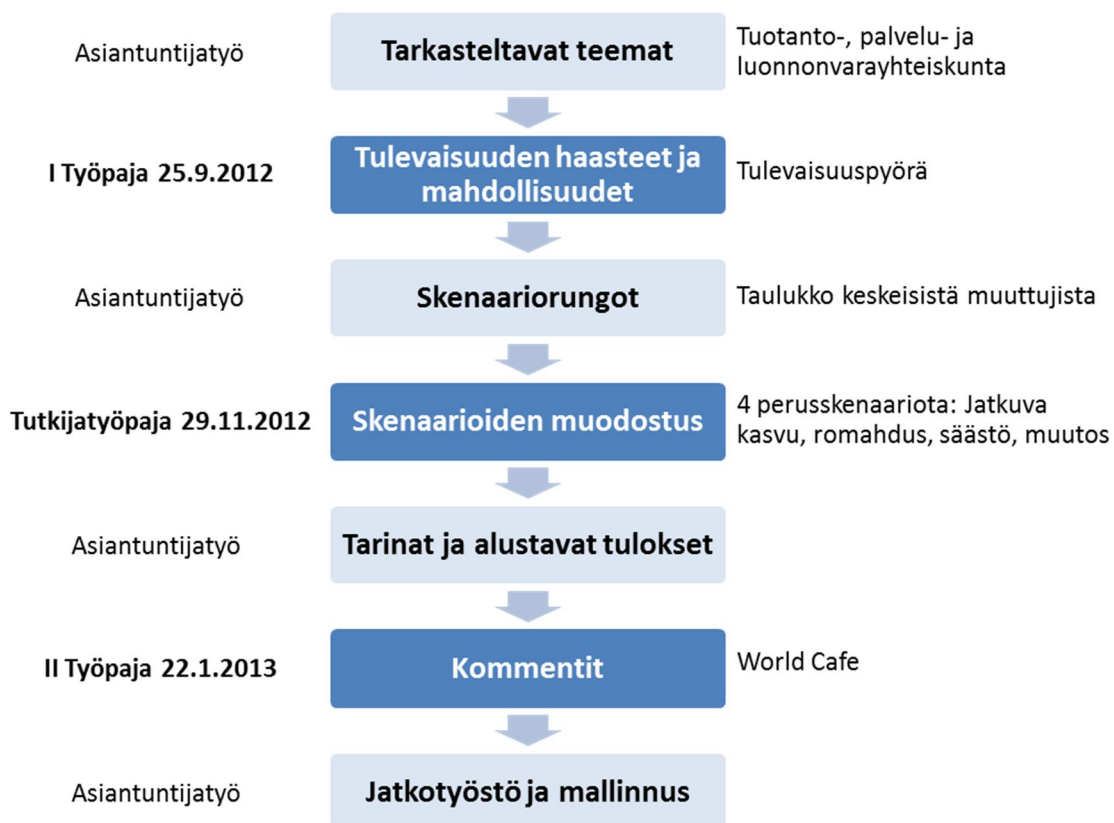 Asiantuntijatyö
Tarkasteltavat teemat
Tuotanto-, palvelu- ja
luonnonvarayhteiskunta
I Työpaja 25.9.2012
Tulevaisuuden haasteet ja
mahdollisuudet
Tulevaisuuspyörä
Asiantuntijatyö
Skenaariorungot
Taulukko keskeisistä muuttujista
Tutkijatyöpaja 29.11.2012
Skenaarioiden muodostus
4 perusskenaariota: Jatkuva
kasvu, romahdus, säästö, muutos
Asiantuntijatyö
Tarinat ja alustavat tulokset
II Työpaja 22.1.2013
Kommentit
World Cafe
Asiantuntijatyö
Jatkotyöstö ja mallinnus